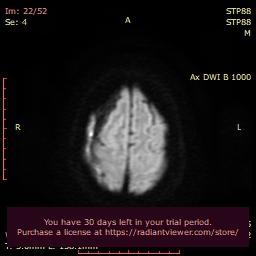 Im: 22/52
STP88
Se: 4
STP88
A
M
Ax DWI B 1000
R
L
You have 30 days left in your trial period.
Purchase a license at https://radiantviewer.com/store/